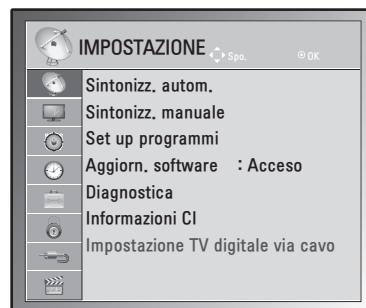 IMPOSTAZIONE Spo. OK
Sintonizz. autom.
Sintonizz. manuale
Set up programmi
Aggiorn. software : Acceso
Diagnostica
Informazioni CI
Impostazione TV digitale via cavo